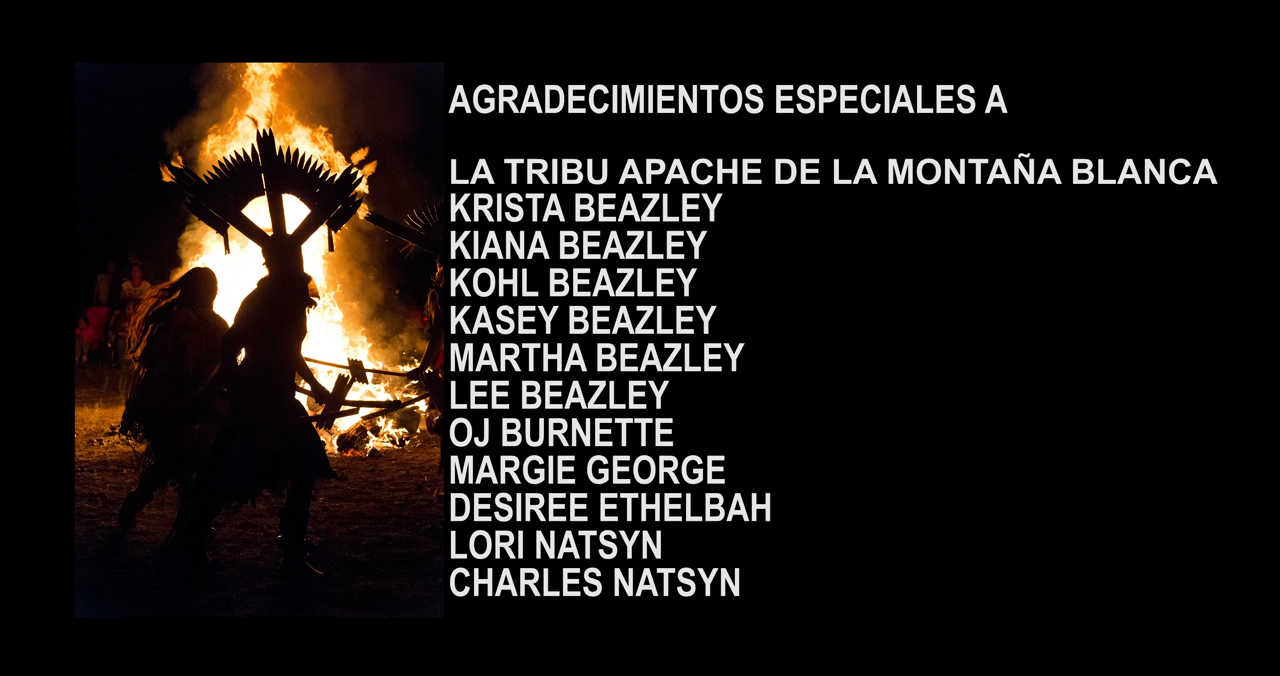 AGRADECIMIENTOS ESPECIALES A
LA TRIBU APACHE DE LA MONTAÑA BLANCA
KRISTA BEAZLEY
KIANA BEAZLEY
KOHL BEAZLEY
KASEY BEAZLEY
MARTHA BEAZLEY
LEE BEAZLEY
OJ BURNETTE
MARGIE GEORGE
DESIREE ETHELBAH
LORI NATSYN
CHARLES NATSYN